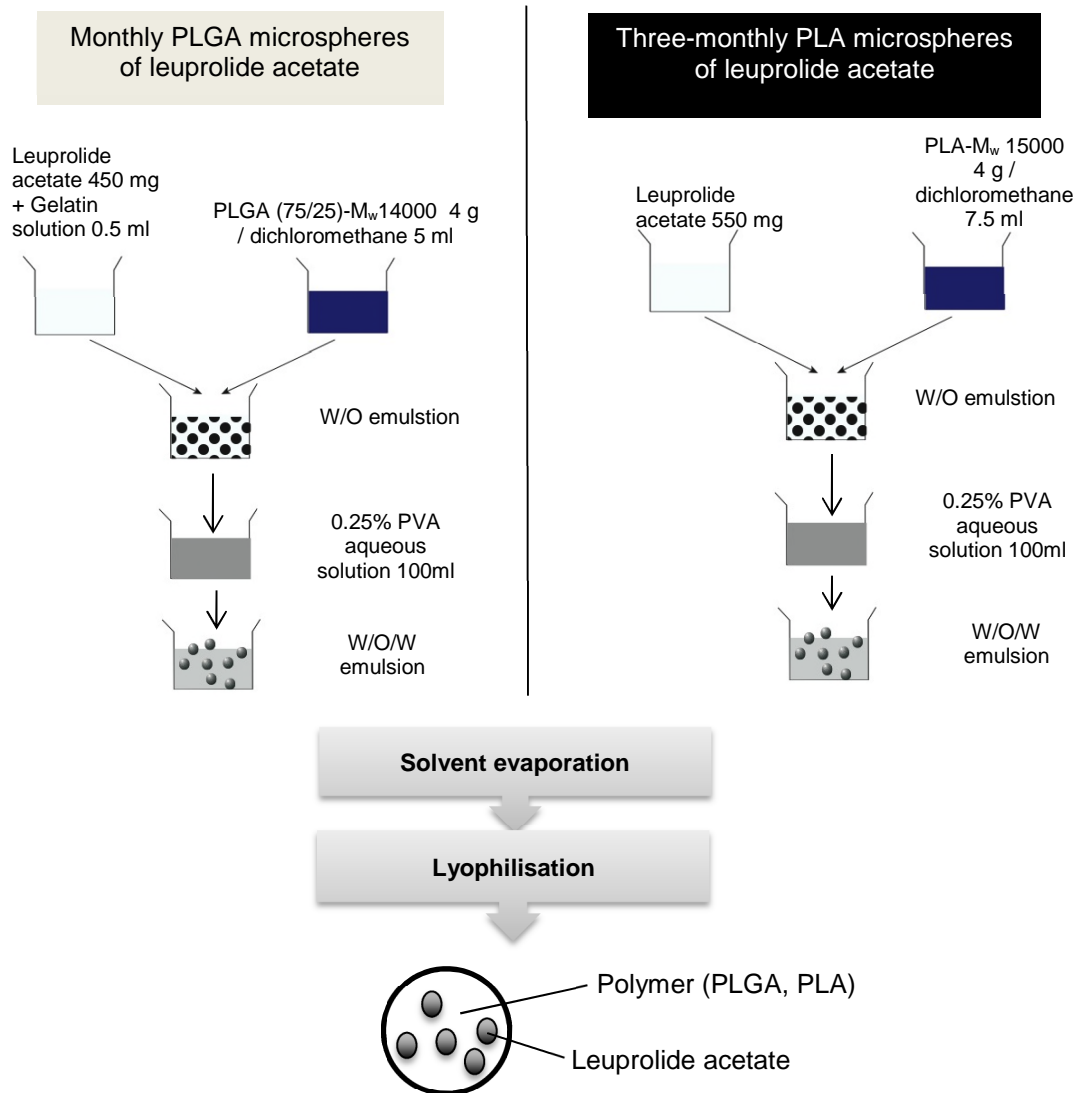 Monthly PLGA microspheres
of leuprolide acetate
Leuprolide
acetate 450 mg
+ Gelatin
solution 0.5 ml
PLGA (75/25)-Mw14000 4 g
/ dichloromethane 5 ml
W/O emulstion
0.25% PVA
aqueous
solution 100ml
W/O/W
emulsion
Three-monthly PLA microspheres
of leuprolide acetate
Leuprolide
acetate 550 mg
PLA-Mw 15000
4 g /
dichloromethane
7.5 ml
W/O emustion
0.25% PVA
aqueous
solution 100ml
W/O/W
emulsion
Solvent evaporation
Lyophilisation
Polymer (PLGA, PLA)
Leuprolide acetate